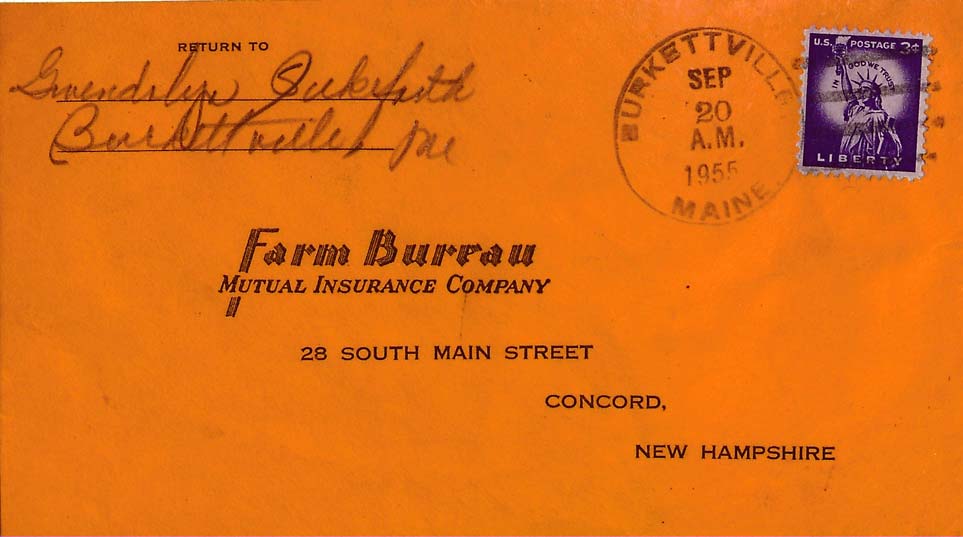 RETURN TO
Gwendolyn Sukeforth
Burkettville, Me
BURKETTVILLE
SEP
20
A.M.
1955
MAINE
U.S. POSTAGE 3¢
IN GOD WE TRUST
LIBERTY
Farm Bureau
MUTUAL INSURANCE COMPANY
28 SOUTH MAIN STREET
CONCORD,
NEW HAMPSHIRE